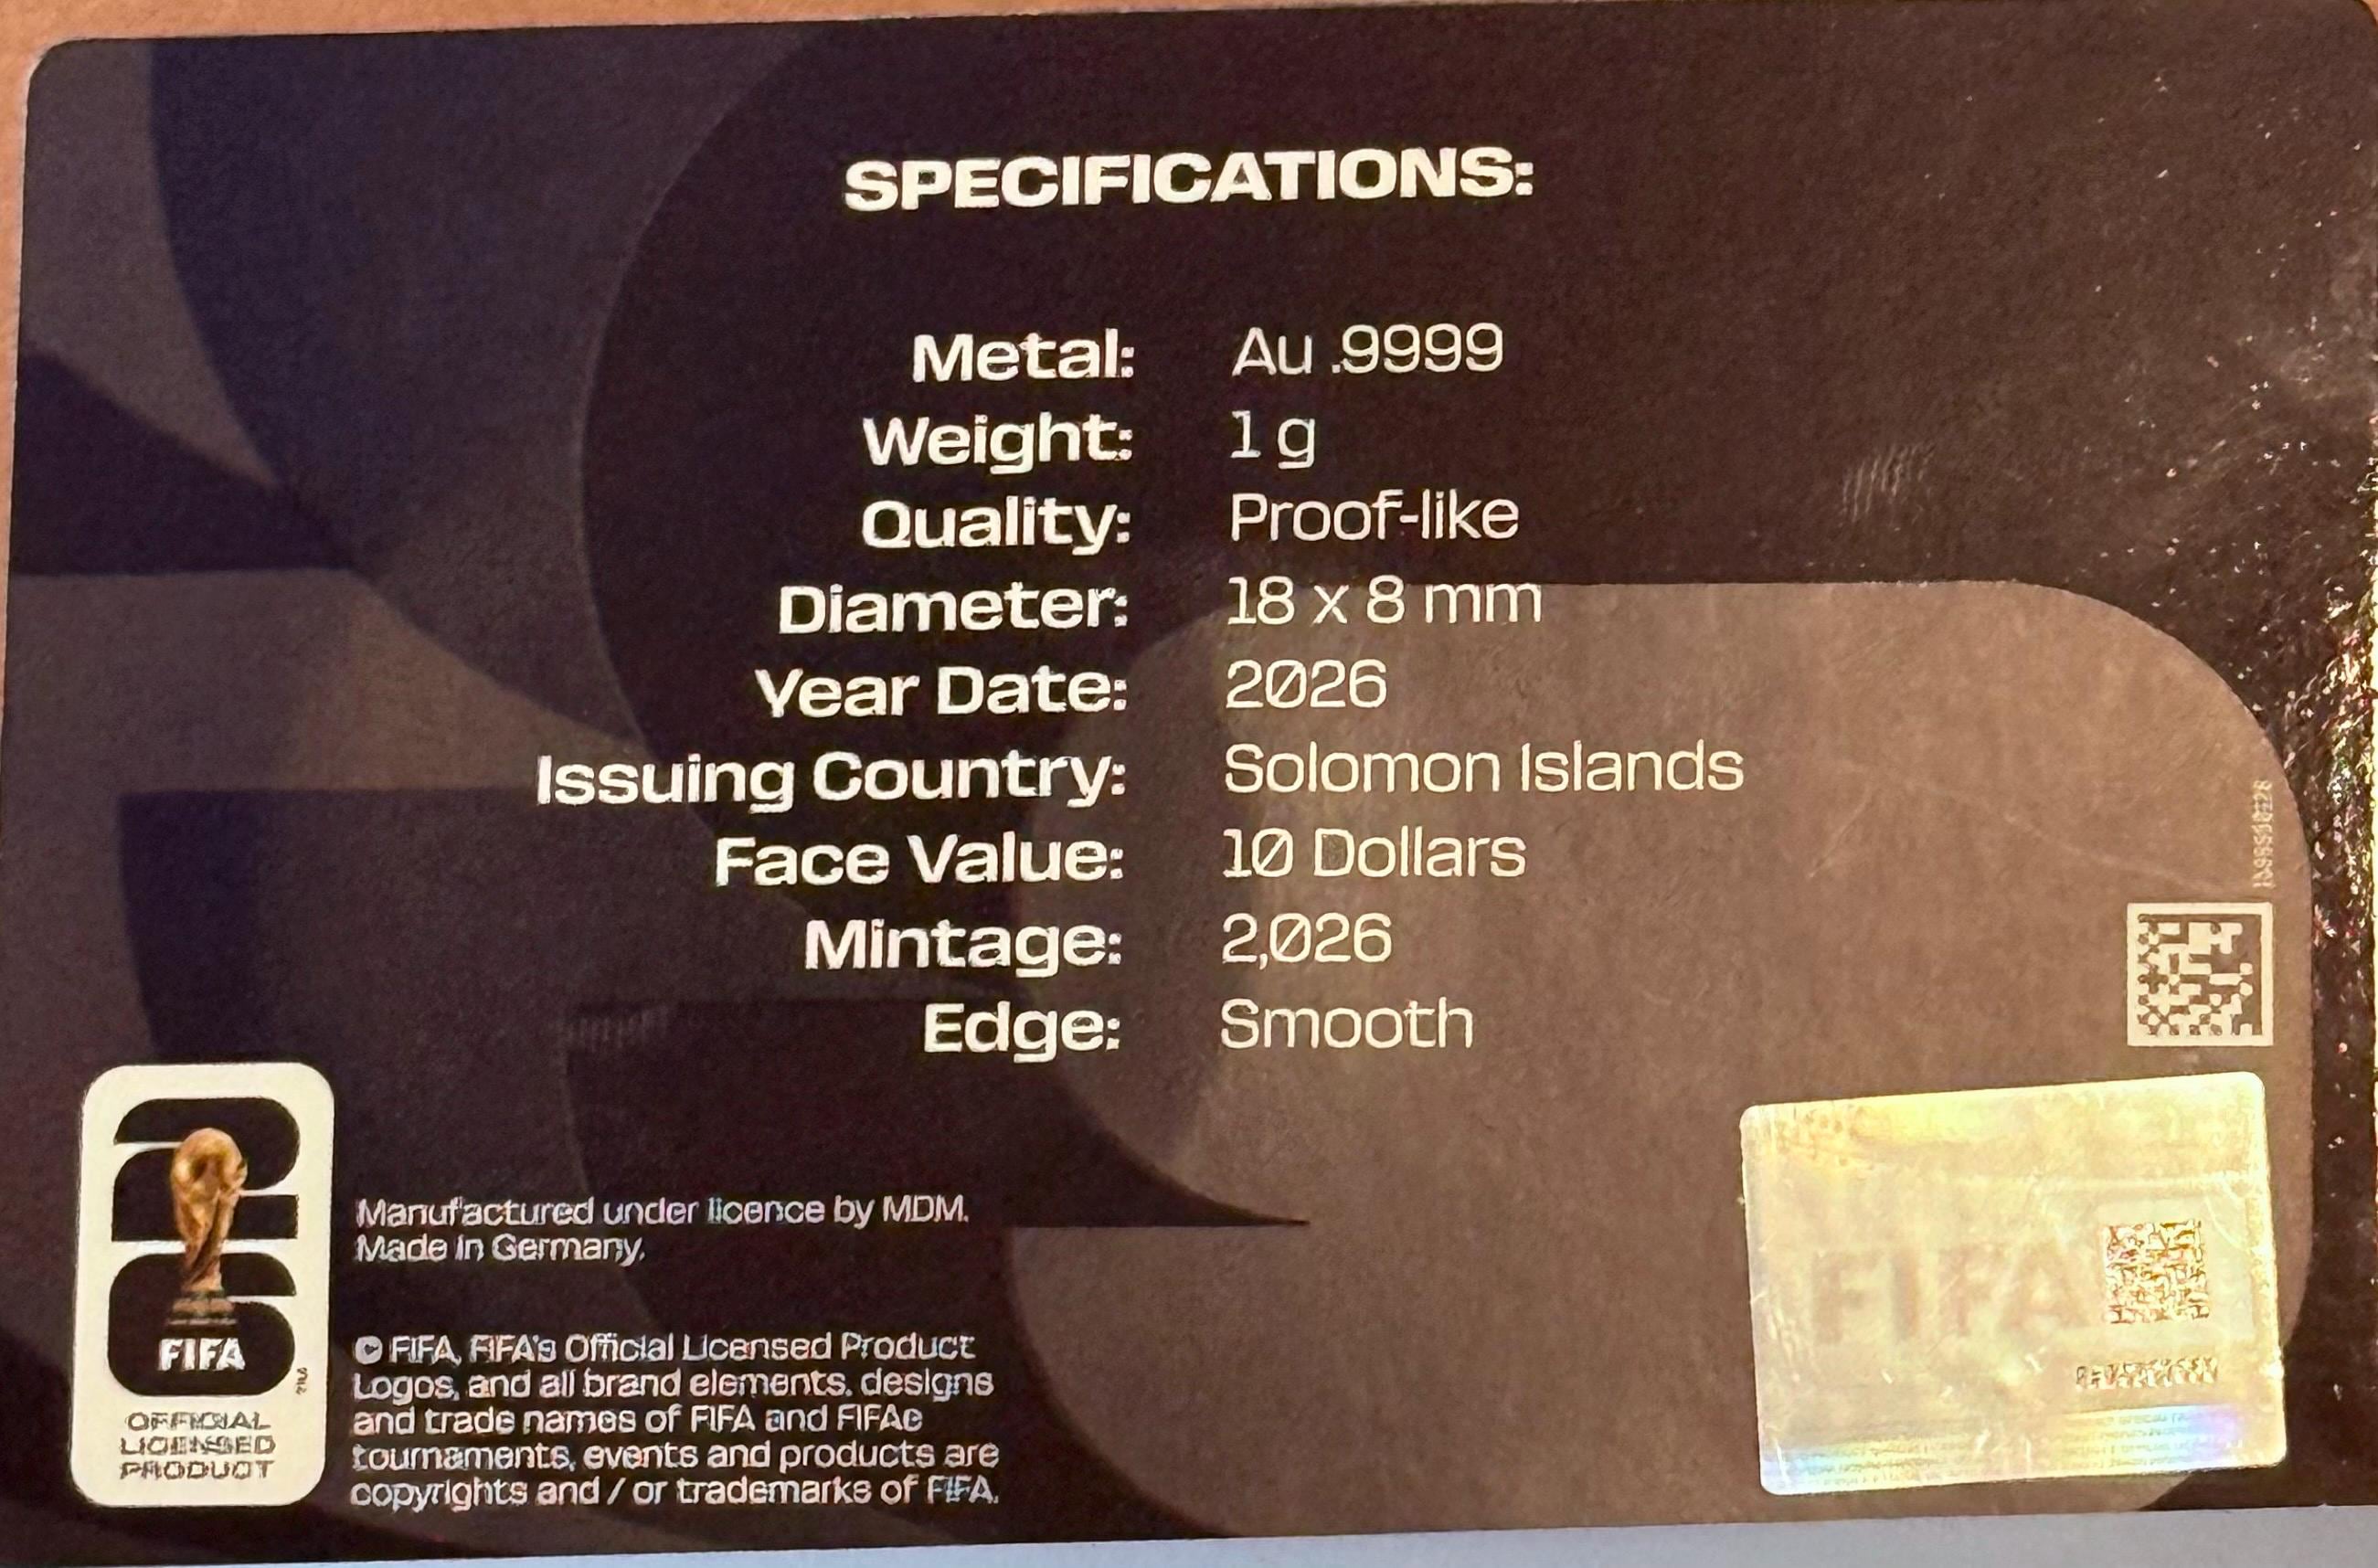 SPECIFICATIONS:
Metal: Au .9999
Weight: 1 g
Quality: Proof-like
Diameter: 18 x 8 mm
Year Date: 2026
Issuing Country: Solomon Islands
Face Value: 10 Dollars
Mintage: 2,026
Edge: Smooth
Manufactured under licence by MDM.
Made in Germany.
© FIFA, FIFA's Official Licensed Product
Logos, and all brand elements, designs
and trade names of FIFA and FIFAe
tournaments, events and products are
copyrights and / or trademarks of FIFA.
26
FIFA
OFFICIAL
LICENSED
PRODUCT
FIFA